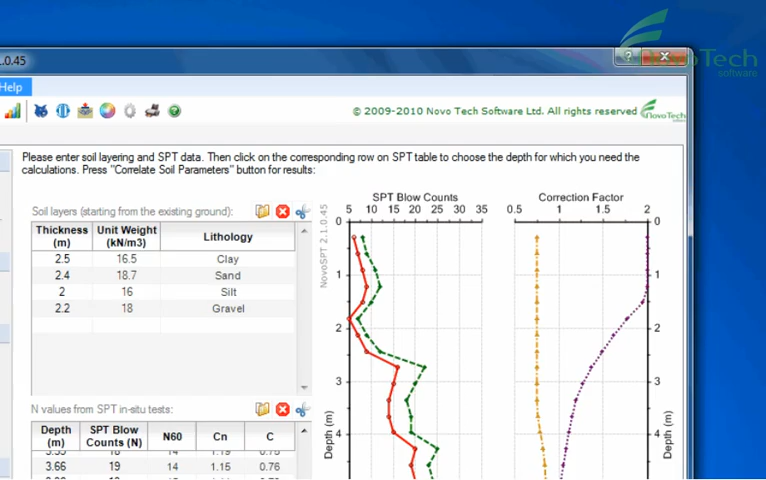 NovoTech
software
.0.45
Help
© 2009-2010 Novo Tech Software Ltd. All rights reserved
NovoTech
Please enter soil layering and SPT data. Then click on the corresponding row on SPT table to choose the depth for which you need the
calculations. Press "Correlate Soil Parameters" button for results:
Soil layers (starting from the existing ground):
Thickness (m) Unit Weight (kN/m3) Lithology
2.5 16.5 Clay
2.4 18.7 Sand
2 16 Silt
2.2 18 Gravel
N values from SPT in-situ tests:
Depth (m) SPT Blow Counts (N) N60 Cn C
3.66 19 14 1.15 0.76
NovoSPT 2.1.0.45
SPT Blow Counts
5 10 15 20 25 30 35
0
1
2
3
4
Depth (m)
Correction Factor
0.5 1 1.5 2
0
1
2
3
4
Depth (m)